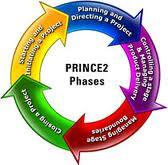 Planning and
Directing a Project
Controlling a stage
& Managing
Product Delivery
Managing Stage
Boundaries
Closing a Project
Starting and
Initiating a Project
PRINCE2
Phases